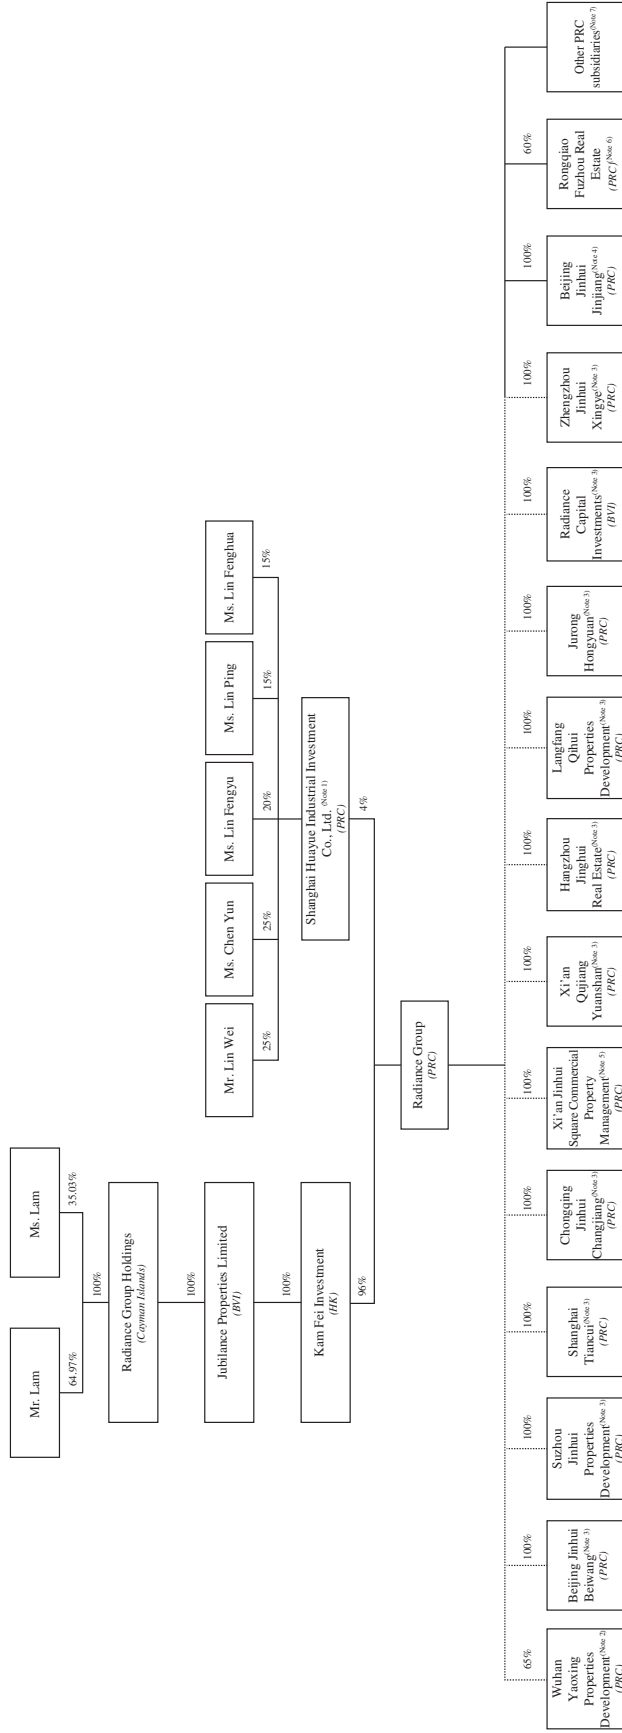 Mr. Lam
Ms. Lam
64.97%
35.03%
100%
Radiance Group Holdings
(Cayman Islands)
100%
Jubilance Properties Limited
(BVI)
100%
Kam Fei Investment
(HK)
96%
Mr. Lin Wei
Ms. Chen Yun
Ms. Lin Fengyu
Ms. Lin Ping
Ms. Lin Fenghua
25%
25%
20%
15%
15%
Shanghai Huayue Industrial Investment
Co., Ltd. (Note 1)
(PRC)
4%
Radiance Group
(PRC)
65%
100%
100%
100%
100%
100%
100%
100%
100%
100%
100%
100%
100%
60%
Wuhan
Yaoxing
Properties
Development(Note 2)
(PRC)
Beijing Jinhui
Beiwang(Note 3)
(PRC)
Suzhou
Jinhui
Properties
Development(Note 3)
(PRC)
Shanghai
Tiancui(Note 3)
(PRC)
Chongqing
Jinhui
Changjiang(Note 3)
(PRC)
Xi'an Jinhui
Square Commercial
Property
Management(Note 5)
(PRC)
Xi'an
Qujiang
Yuanshan(Note 3)
(PRC)
Hangzhou
Jinghui
Real Estate(Note 3)
(PRC)
Langfang
Qihui
Properties
Development(Note 3)
(PRC)
Jurong
Hongyuan(Note 3)
(PRC)
Radiance
Capital
Investments(Note 3)
(BVI)
Zhengzhou
Jinhui
Xingye(Note 3)
(PRC)
Beijing
Jinhui
Jinjiang(Note 4)
(PRC)
Rongqiao
Fuzhou Real
Estate
(PRC)(Note 6)
Other PRC
subsidiaries(Note 7)